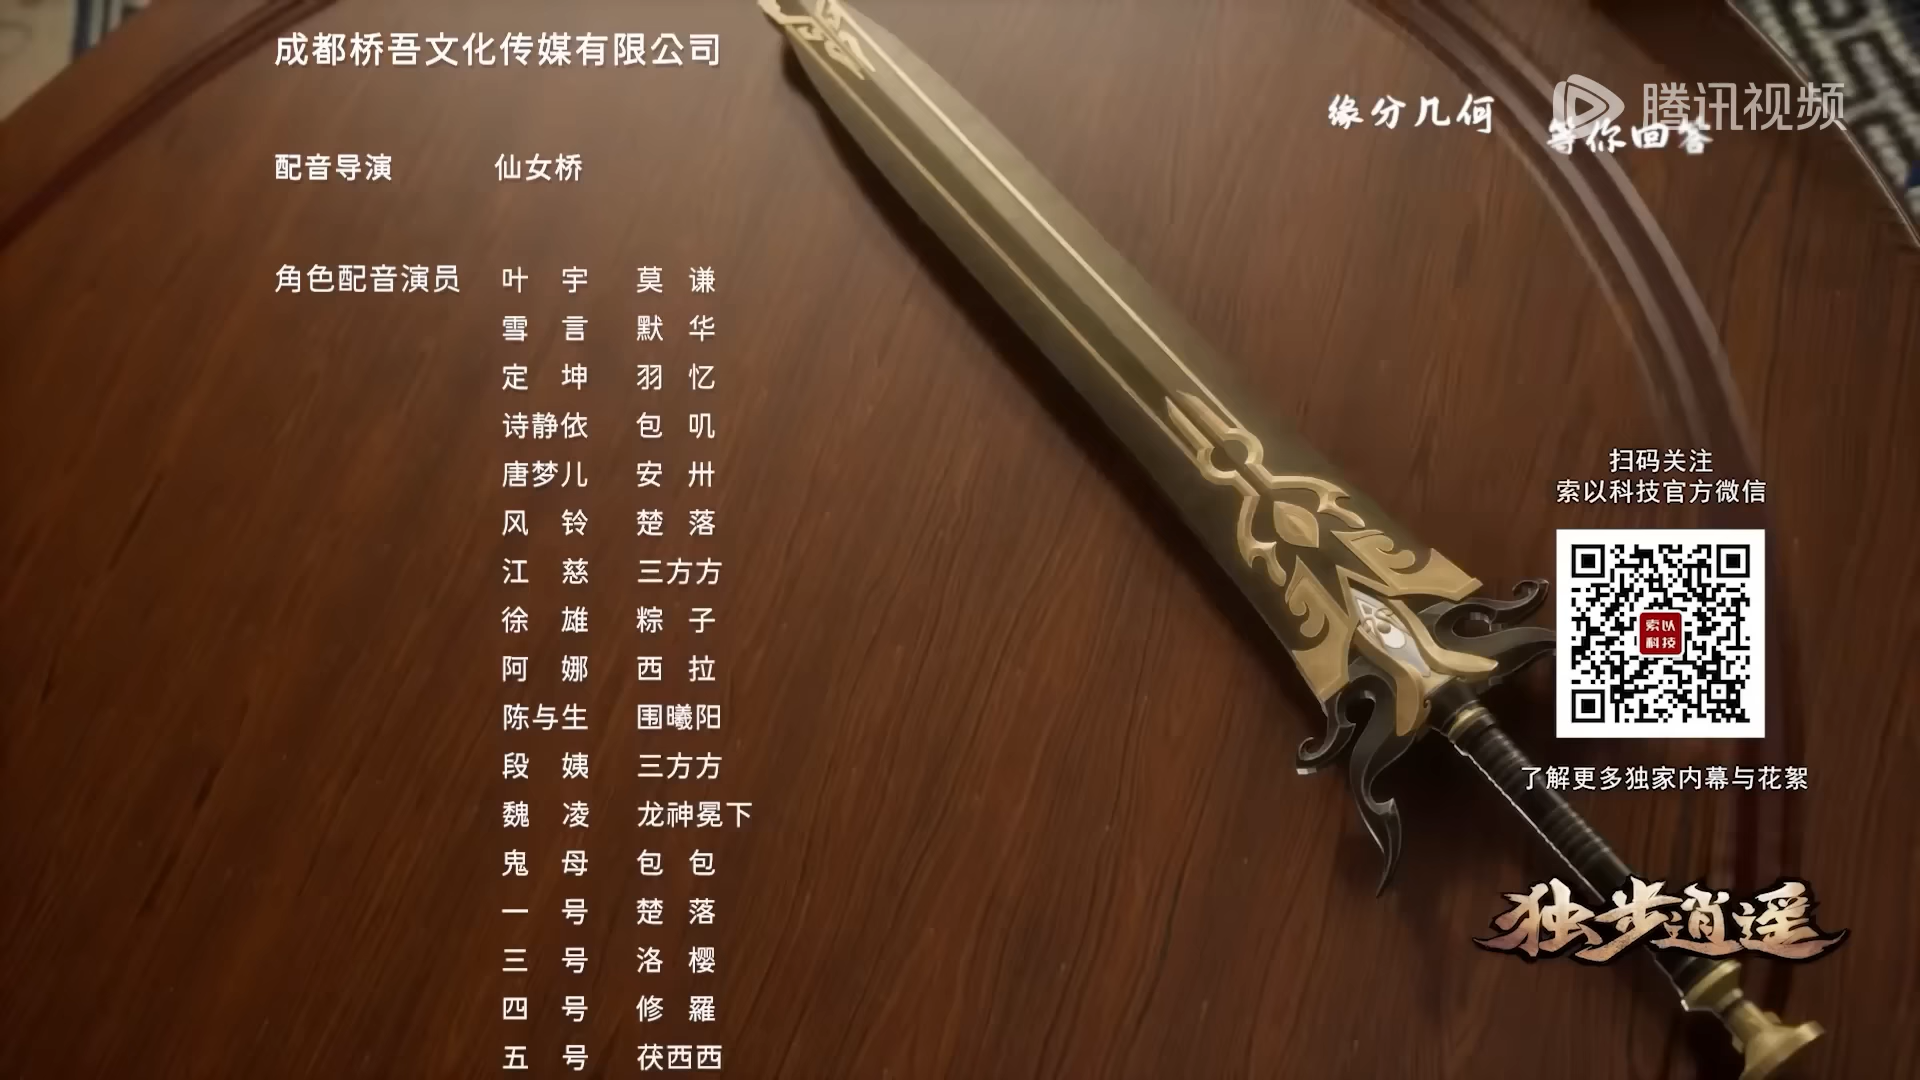 成都桥吾文化传媒有限公司
缘分几何
等你回答
腾讯视频
配音导演 仙女桥
角色配音演员 叶宇 莫谦
雪言 默华
定坤 羽忆
诗静依 包叽
唐梦儿 安卅
风铃 楚落
江慈 三方方
徐雄 粽子
阿娜 西拉
陈与生 围曦阳
段姨 三方方
魏凌 龙神冕下
鬼母 包包
一号 楚落
三号 洛樱
四号 修羅
五号 茯西西
扫码关注
索以科技官方微信
索以
科技
了解更多独家内幕与花絮
独步逍遥